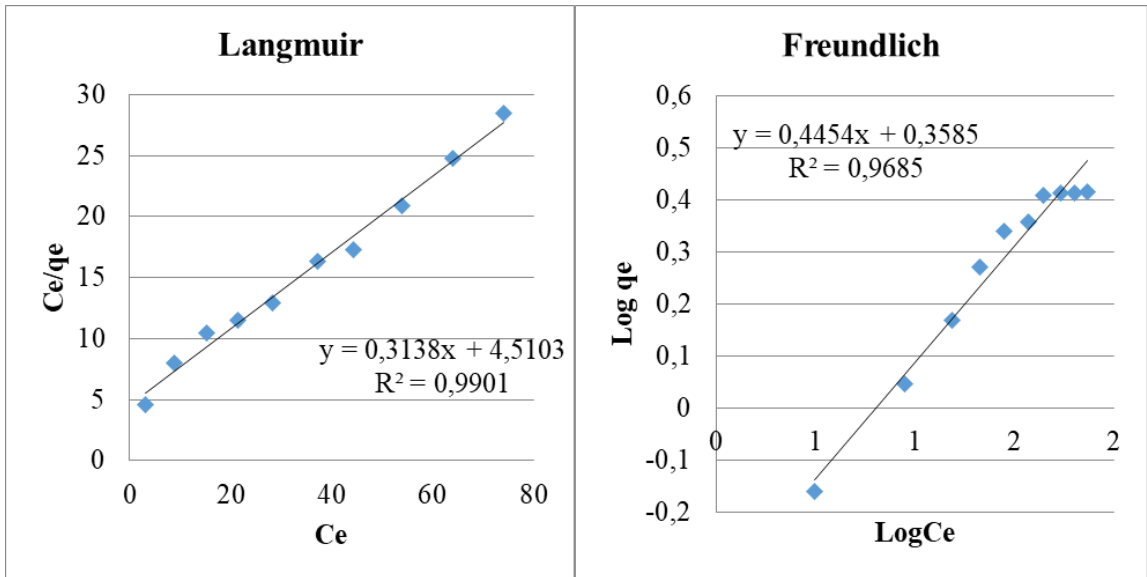 Langmuir
30
25
20
15
10
5
0
Ce/qe
y = 0,3138x + 4,5103
R² = 0,9901
0 20 40 60 80
Ce
Freundlich
0,6
0,5
0,4
0,3
0,2
0,1
0
-0,1
-0,2
Log qe
y = 0,4454x + 0,3585
R² = 0,9685
0 1 1 2 2
LogCe